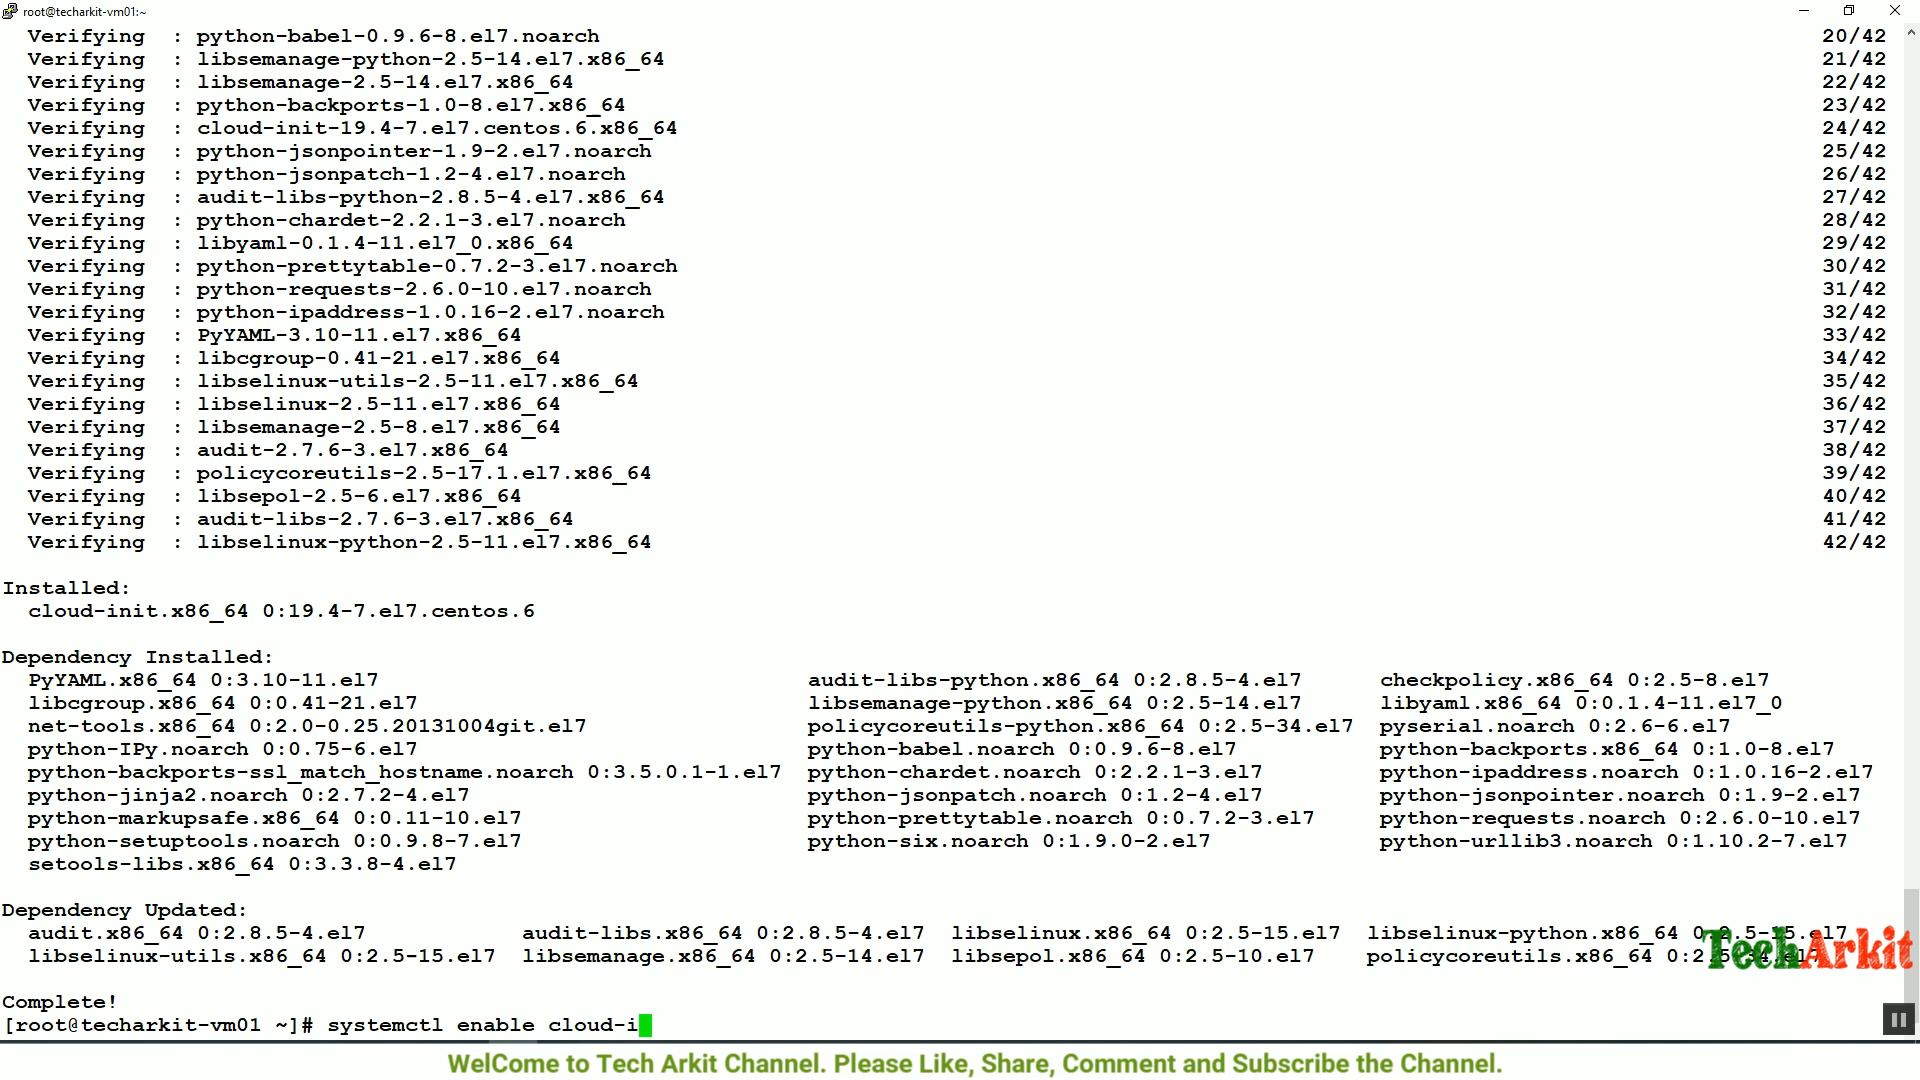 root@techarkit-vm01:~
Verifying : python-babel-0.9.6-8.el7.noarch 20/42
Verifying : libsemanage-python-2.5-14.el7.x86_64 21/42
Verifying : libsemanage-2.5-14.el7.x86_64 22/42
Verifying : python-backports-1.0-8.el7.x86_64 23/42
Verifying : cloud-init-19.4-7.el7.centos.6.x86_64 24/42
Verifying : python-jsonpointer-1.9-2.el7.noarch 25/42
Verifying : python-jsonpatch-1.2-4.el7.noarch 26/42
Verifying : audit-libs-python-2.8.5-4.el7.x86_64 27/42
Verifying : python-chardet-2.2.1-3.el7.noarch 28/42
Verifying : libyaml-0.1.4-11.el7_0.x86_64 29/42
Verifying : python-prettytable-0.7.2-3.el7.noarch 30/42
Verifying : python-requests-2.6.0-10.el7.noarch 31/42
Verifying : python-ipaddress-1.0.16-2.el7.noarch 32/42
Verifying : PyYAML-3.10-11.el7.x86_64 33/42
Verifying : libcgroup-0.41-21.el7.x86_64 34/42
Verifying : libselinux-utils-2.5-11.el7.x86_64 35/42
Verifying : libselinux-2.5-11.el7.x86_64 36/42
Verifying : libsemanage-2.5-8.el7.x86_64 37/42
Verifying : audit-2.7.6-3.el7.x86_64 38/42
Verifying : policycoreutils-2.5-17.1.el7.x86_64 39/42
Verifying : libsepol-2.5-6.el7.x86_64 40/42
Verifying : audit-libs-2.7.6-3.el7.x86_64 41/42
Verifying : libselinux-python-2.5-11.el7.x86_64 42/42
Installed:
cloud-init.x86_64 0:19.4-7.el7.centos.6
Dependency Installed:
PyYAML.x86_64 0:3.10-11.el7 audit-libs-python.x86_64 0:2.8.5-4.el7 checkpolicy.x86_64 0:2.5-8.el7
libcgroup.x86_64 0:0.41-21.el7 libsemanage-python.x86_64 0:2.5-14.el7 libyaml.x86_64 0:0.1.4-11.el7_0
net-tools.x86_64 0:2.0-0.25.20131004git.el7 policycoreutils-python.x86_64 0:2.5-34.el7 pyserial.noarch 0:2.6-6.el7
python-IPy.noarch 0:0.75-6.el7 python-babel.noarch 0:0.9.6-8.el7 python-backports.x86_64 0:1.0-8.el7
python-backports-ssl_match_hostname.noarch 0:3.5.0.1-1.el7 python-chardet.noarch 0:2.2.1-3.el7 python-ipaddress.noarch 0:1.0.16-2.el7
python-jinja2.noarch 0:2.7.2-4.el7 python-jsonpatch.noarch 0:1.2-4.el7 python-jsonpointer.noarch 0:1.9-2.el7
python-markupsafe.x86_64 0:0.11-10.el7 python-prettytable.noarch 0:0.7.2-3.el7 python-requests.noarch 0:2.6.0-10.el7
python-setuptools.noarch 0:0.9.8-7.el7 python-six.noarch 0:1.9.0-2.el7 python-urllib3.noarch 0:1.10.2-7.el7
setools-libs.x86_64 0:3.3.8-4.el7
Dependency Updated:
audit.x86_64 0:2.8.5-4.el7 audit-libs.x86_64 0:2.8.5-4.el7 libselinux.x86_64 0:2.5-15.el7 libselinux-python.x86_64 0:2.5-15.el7
libselinux-utils.x86_64 0:2.5-15.el7 libsemanage.x86_64 0:2.5-14.el7 libsepol.x86_64 0:2.5-10.el7 policycoreutils.x86_64 0:2.5-34.el7
TechArkit
Complete!
[root@techarkit-vm01 ~]# systemctl enable cloud-i
WelCome to Tech Arkit Channel. Please Like, Share, Comment and Subscribe the Channel.